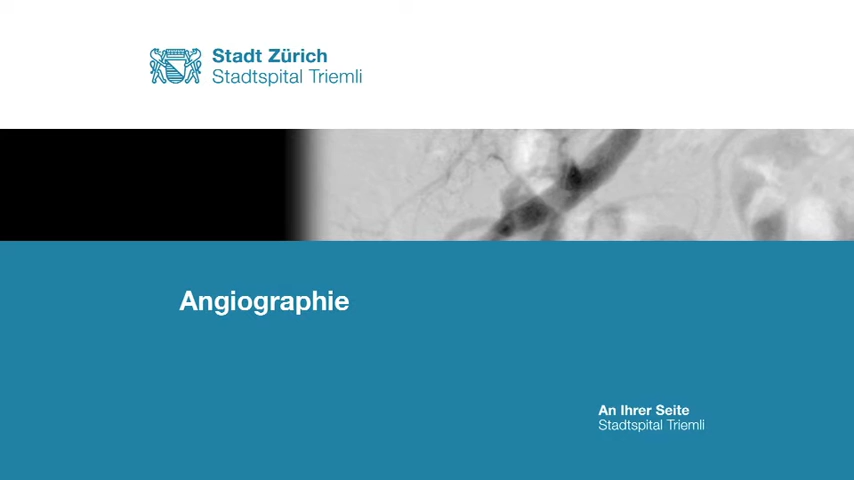 Stadt Zürich
Stadtspital Triemli
Angiographie
An Ihrer Seite
Stadtspital Triemli